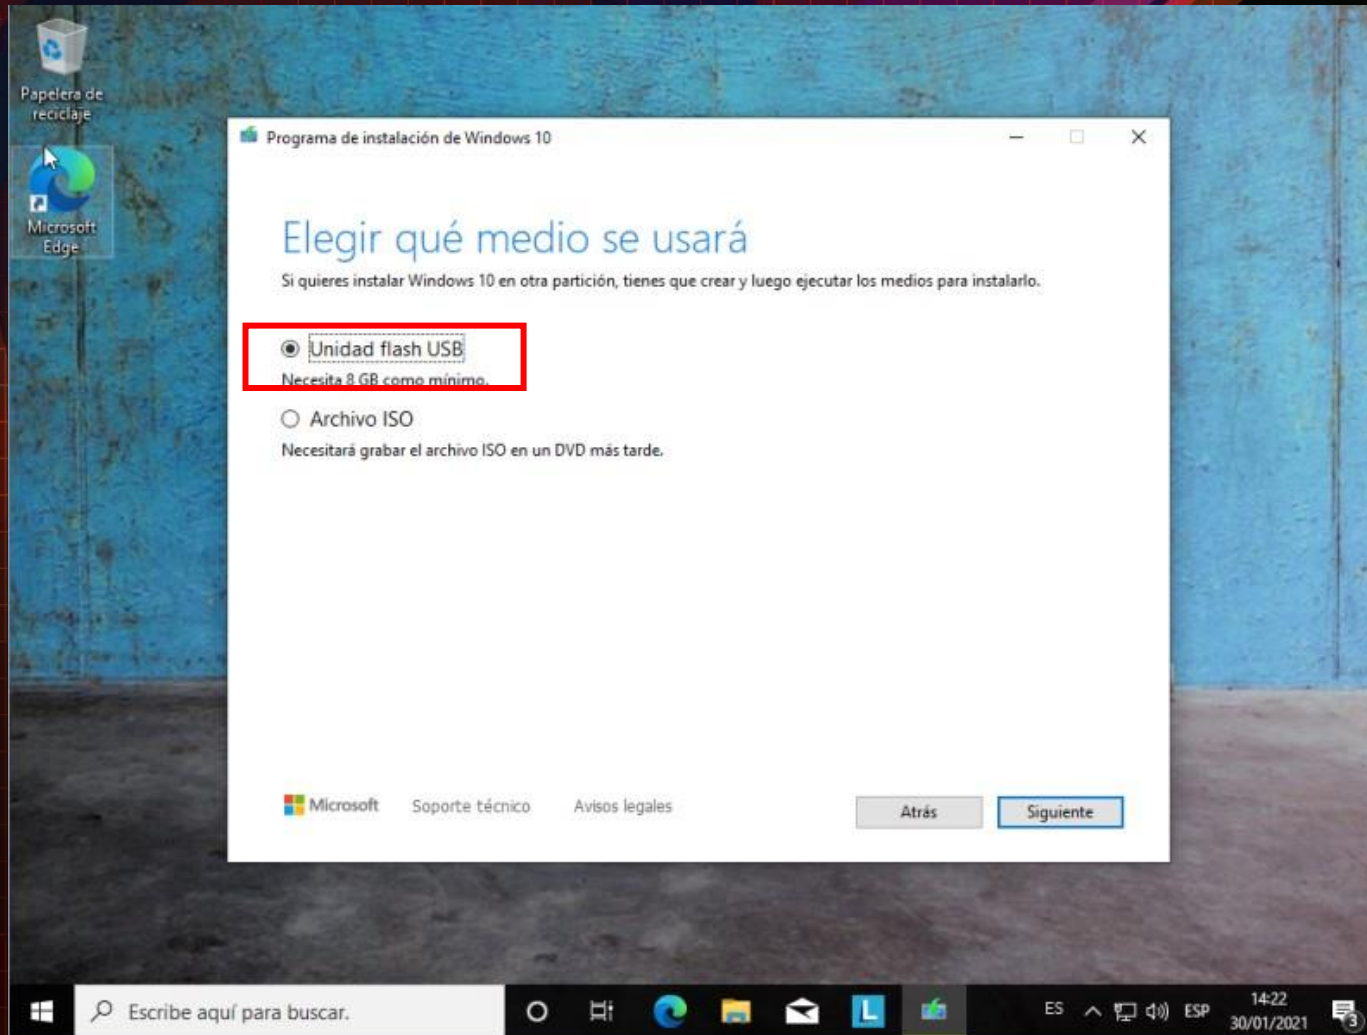 Papelera de
reciclaje
Microsoft
Edge
Programa de instalación de Windows 10
Elegir qué medio se usará
Si quieres instalar Windows 10 en otra partición, tienes que crear y luego ejecutar los medios para instalarlo.
Unidad flash USB
Necesita 8 GB como mínimo.
Archivo ISO
Necesitará grabar el archivo ISO en un DVD más tarde.
Microsoft Soporte técnico Avisos legales Atrás Siguiente
Escribe aquí para buscar. L ES ESP 14:22
30/01/2021 3